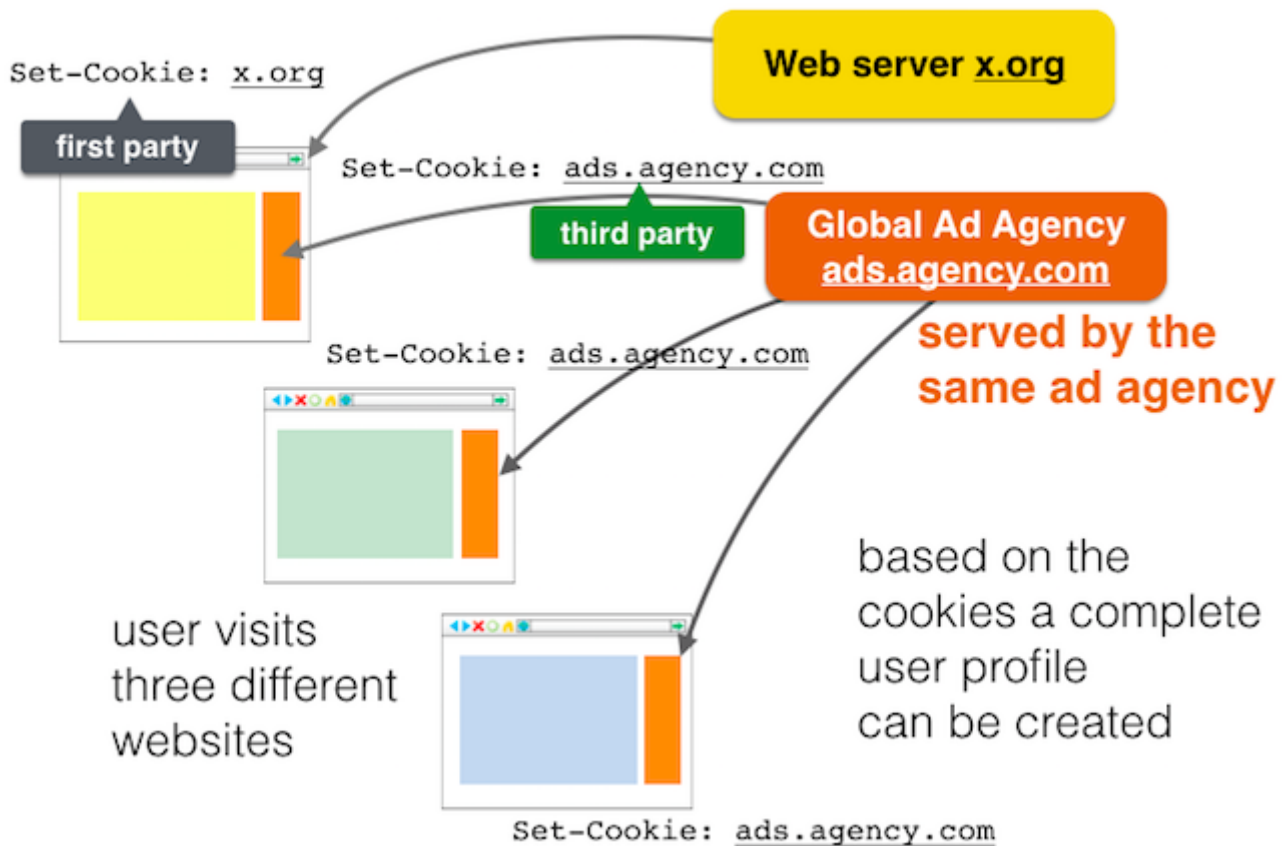 Set-Cookie: x.org
first party
Web server x.org
Set-Cookie: ads.agency.com
third party
Global Ad Agency
ads.agency.com
served by the
same ad agency
Set-Cookie: ads.agency.com
user visits
three different
websites
based on the
cookies a complete
user profile
can be created
Set-Cookie: ads.agency.com